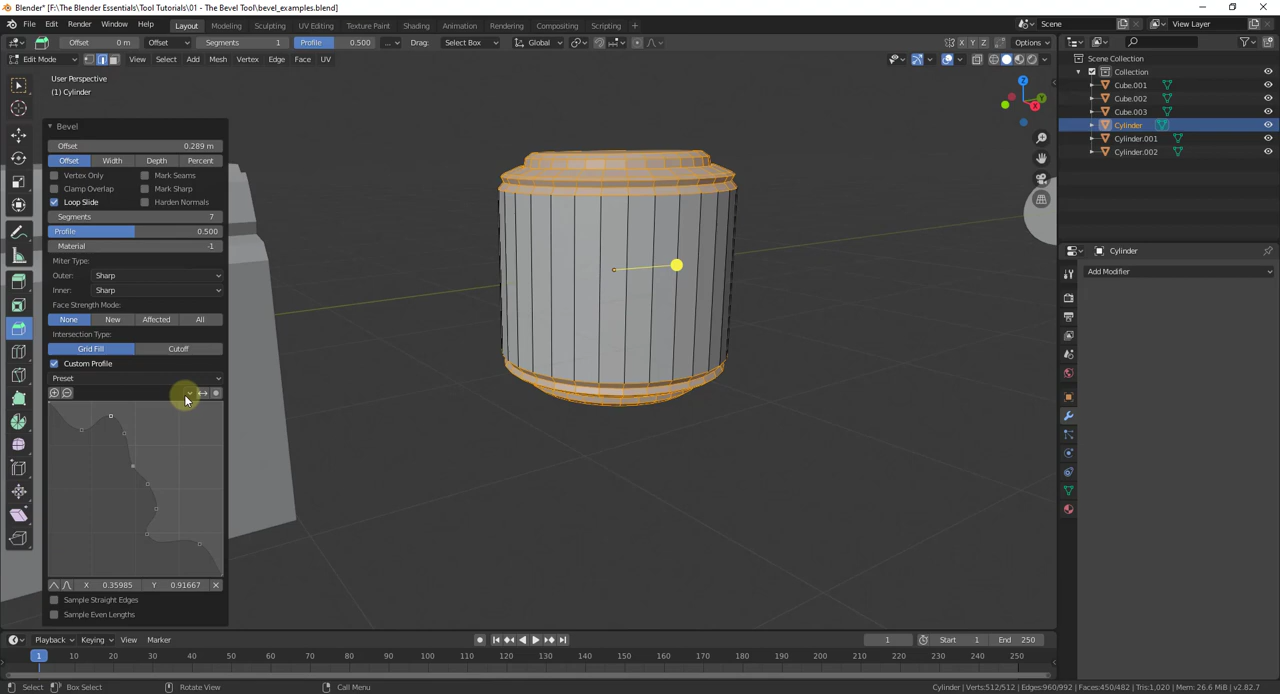 Blender* [F:\The Blender Essentials\Tool Tutorials\01 - The Bevel Tool\bevel_examples.blend]
File Edit Render Window Help Layout Modeling Sculpting UV Editing Texture Paint Shading Animation Rendering Compositing Scripting + Scene View Layer
Offset 0 m Offset Segments 1 Profile 0.500 ... Drag: Select Box Global X Y Z Options
Edit Mode View Select Add Mesh Vertex Edge Face UV
User Perspective
(1) Cylinder
Z
Y
X
Bevel
Offset 0.289 m
Offset Width Depth Percent
Vertex Only Mark Seams
Clamp Overlap Mark Sharp
Loop Slide Harden Normals
Segments 7
Profile 0.500
Material -1
Miter Type:
Outer: Sharp
Inner: Sharp
Face Strength Mode:
None New Affected All
Intersection Type:
Grid Fill Cutoff
Custom Profile
Preset
X 0.35985 Y 0.91667
Sample Straight Edges
Sample Even Lengths
Scene Collection
Collection
Cube.001
Cube.002
Cube.003
Cylinder
Cylinder.001
Cylinder.002
Cylinder
Add Modifier
Playback Keying View Marker 1 Start 1 End 250
1 10 20 30 40 50 60 70 80 90 100 110 120 130 140 150 160 170 180 190 200 210 220 230 240 250
Select Box Select Rotate View Call Menu Cylinder | Verts:512/512 | Edges:960/992 | Faces:450/482 | Tris:1,020 | Mem: 26.6 MiB | v2.82.7